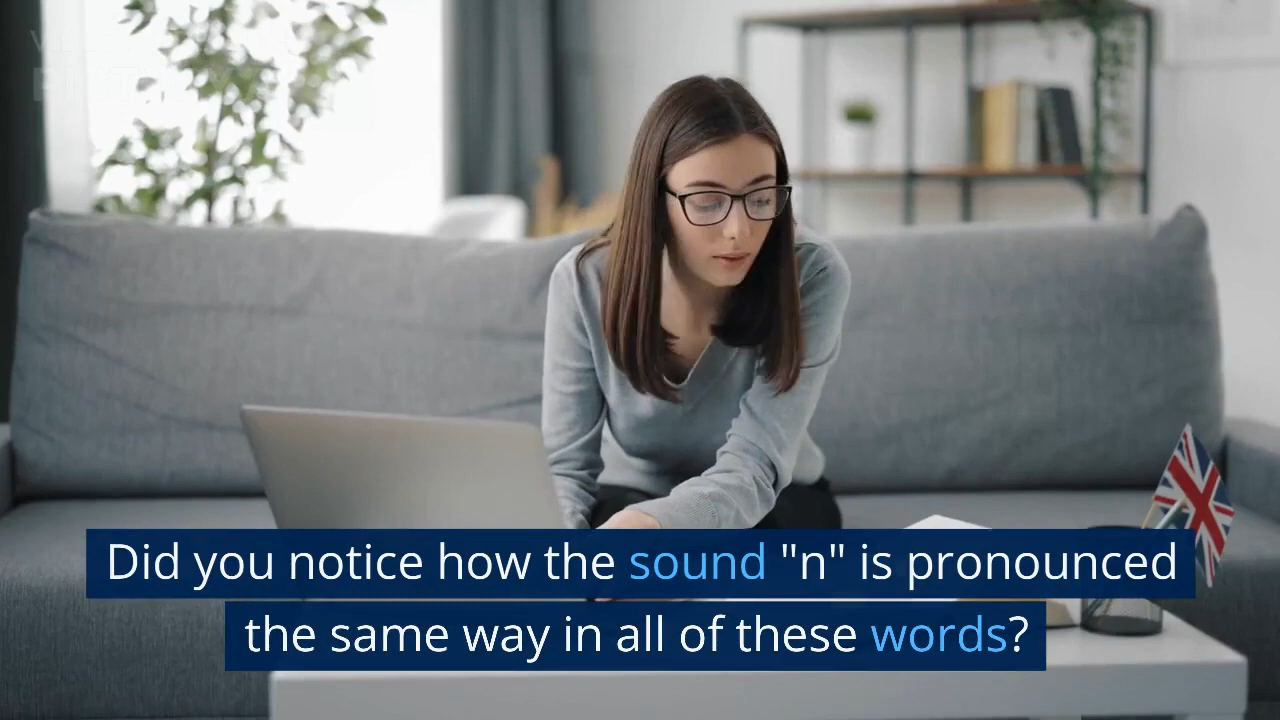 Did you notice how the sound "n" is pronounced
the same way in all of these words?